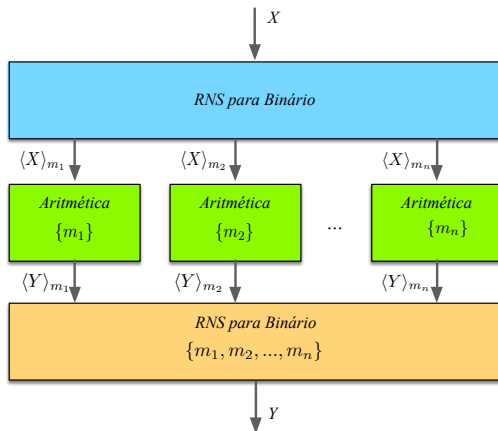 X
RNS para Binário
⟨X⟩m₁ ⟨X⟩m₂ ⟨X⟩mₙ
Aritmética Aritmética Aritmética
{m₁} {m₂} ... {mₙ}
⟨Y⟩m₁ ⟨Y⟩m₂ ⟨Y⟩mₙ
RNS para Binário
{m₁, m₂, ..., mₙ}
Y